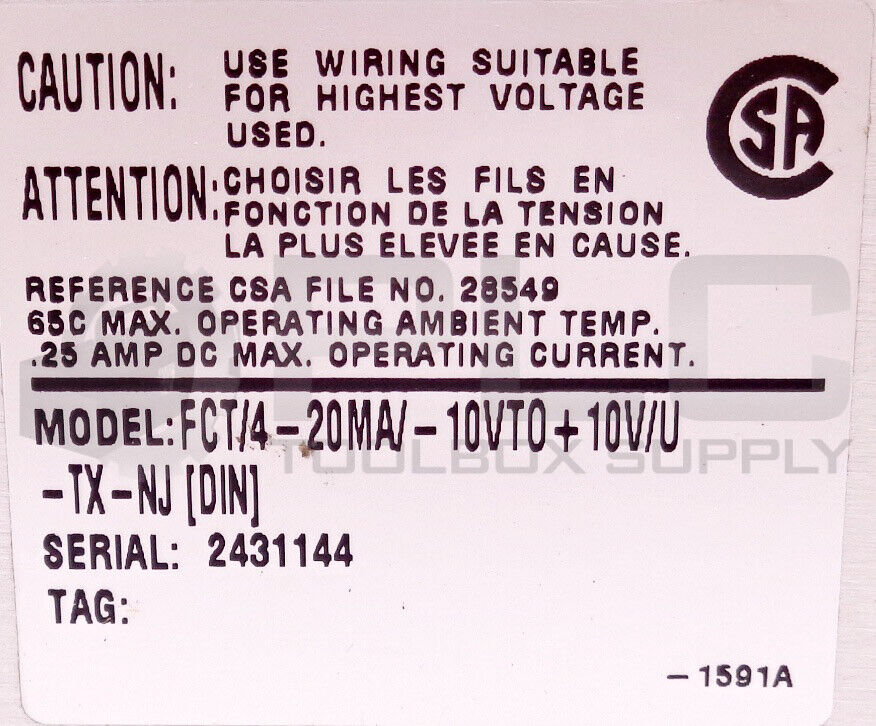 CAUTION: USE WIRING SUITABLE
FOR HIGHEST VOLTAGE
USED.
CSA
ATTENTION: CHOISIR LES FILS EN
FONCTION DE LA TENSION
LA PLUS ELEVEE EN CAUSE.
REFERENCE CSA FILE NO. 28549
65C MAX. OPERATING AMBIENT TEMP.
.25 AMP DC MAX. OPERATING CURRENT.
PLC
TOOLBOX SUPPLY
MODEL: FCT/4-20MA/-10VTO+10V/U
-TX-NJ [DIN]
SERIAL: 2431144
TAG:
-1591A